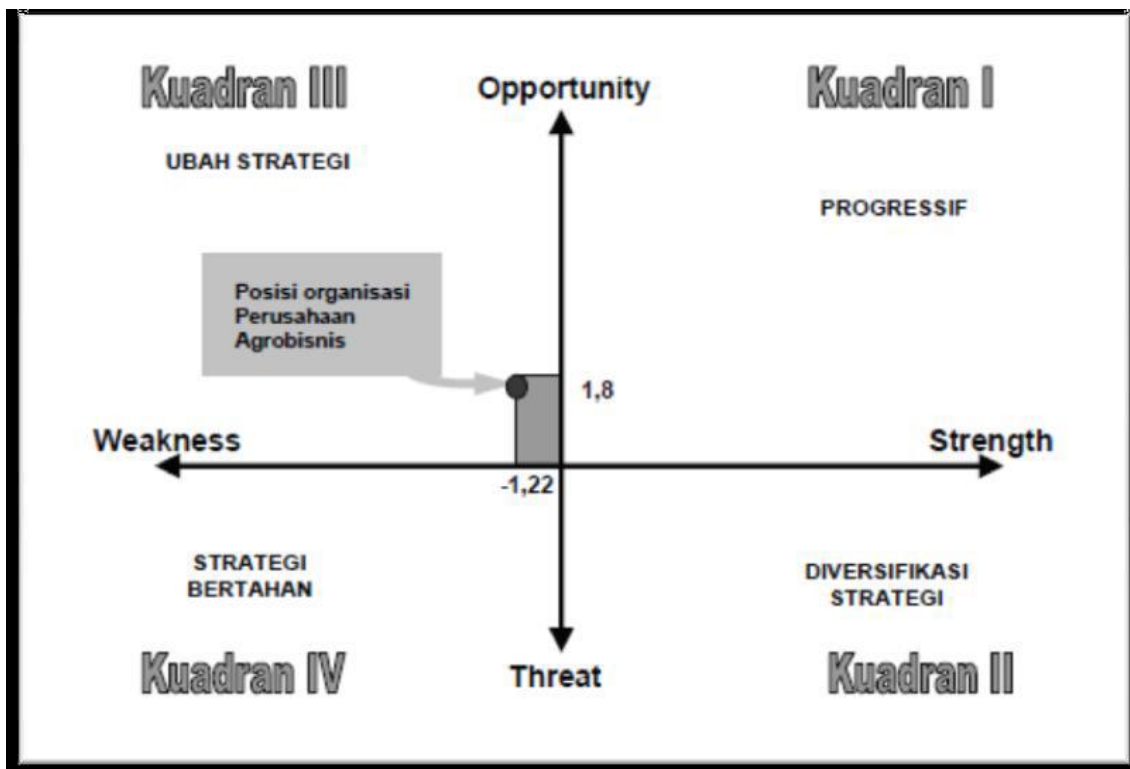 Kuadran III
Opportunity
Kuadran I
UBAH STRATEGI
PROGRESSIF
Posisi organisasi
Perusahaan
Agrobisnis
1,8
Weakness
Strength
-1,22
STRATEGI
BERTAHAN
DIVERSIFIKASI
STRATEGI
Kuadran IV
Threat
Kuadran II